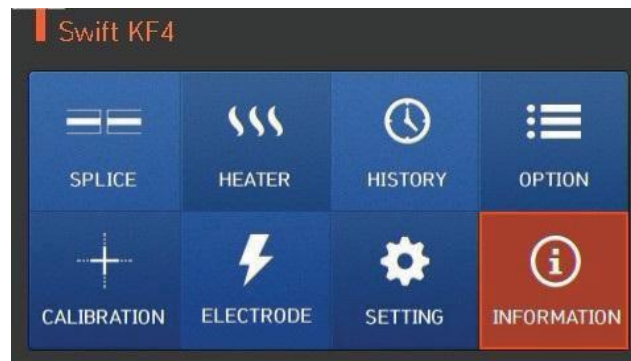 Swift KF4
SPLICE HEATER HISTORY OPTION
CALIBRATION ELECTRODE SETTING INFORMATION